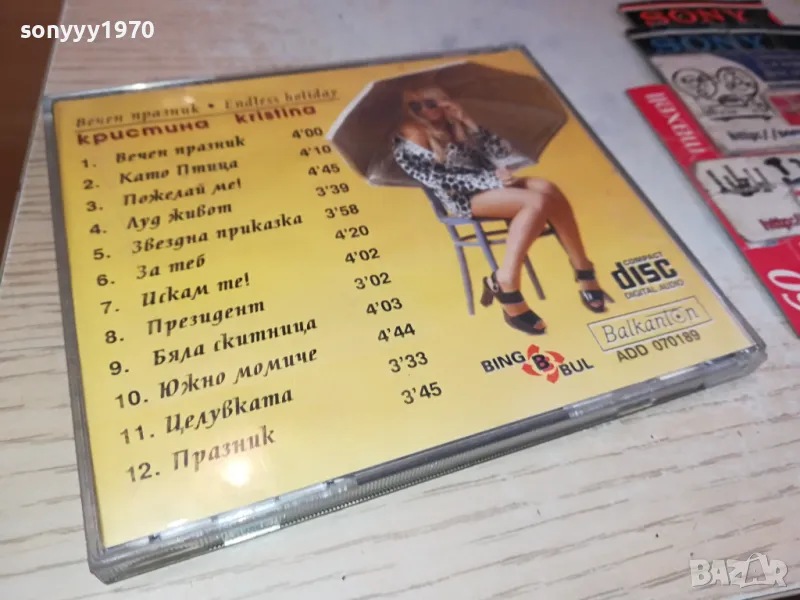 sonyyy1970
Вечен празник • Endless holiday
кристина kristina
1. Вечен празник 4'00
2. Като Птица 4'10
3. Пожелай ме! 4'45
4. Луд живот 3'39
5. Звездна приказка 3'58
6. За теб 4'20
7. Искам те! 4'02
8. Президент 3'02
9. Бяла скитница 4'03
10. Южно момиче 4'44
11. Целувката 3'33
12. Празник 3'45
COMPACT
disc
DIGITAL AUDIO
Balkanton
ADD 070189
BING B BUL
SONY
SONY
maxell
http://
http:
60
BAZAR